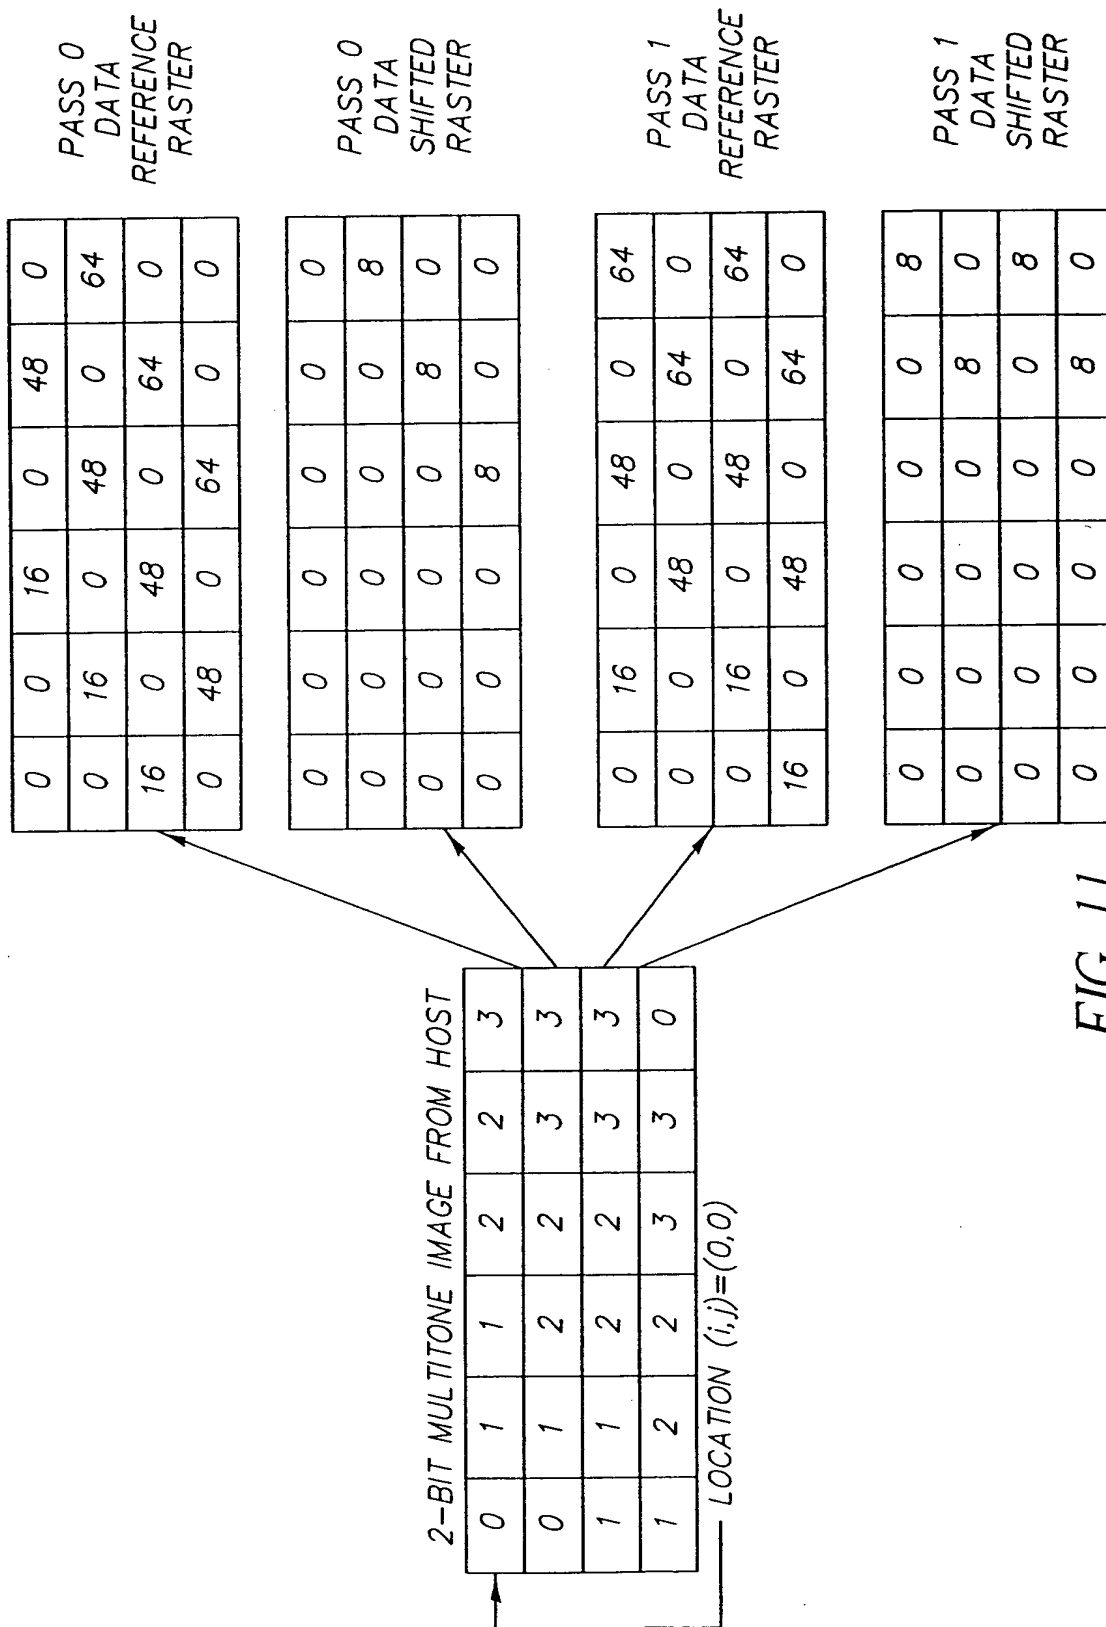 2-BIT MULTITONE IMAGE FROM HOST
0 1 1 2 2 3
0 1 2 2 3 3
1 1 2 2 3 3
1 2 2 3 3 0
LOCATION (i,j)=(0,0)
0 0 16 0 48 0
0 16 0 48 0 64
16 0 48 0 64 0
0 48 0 64 0 0
PASS 0
DATA
REFERENCE
RASTER
0 0 0 0 0 0
0 0 0 0 0 8
0 0 0 0 8 0
0 0 0 8 0 0
PASS 0
DATA
SHIFTED
RASTER
0 16 0 48 0 64
0 0 48 0 64 0
0 16 0 48 0 64
16 0 48 0 64 0
PASS 1
DATA
REFERENCE
RASTER
0 0 0 0 0 8
0 0 0 0 8 0
0 0 0 0 0 8
0 0 0 0 8 0
PASS 1
DATA
SHIFTED
RASTER
FIG. 11